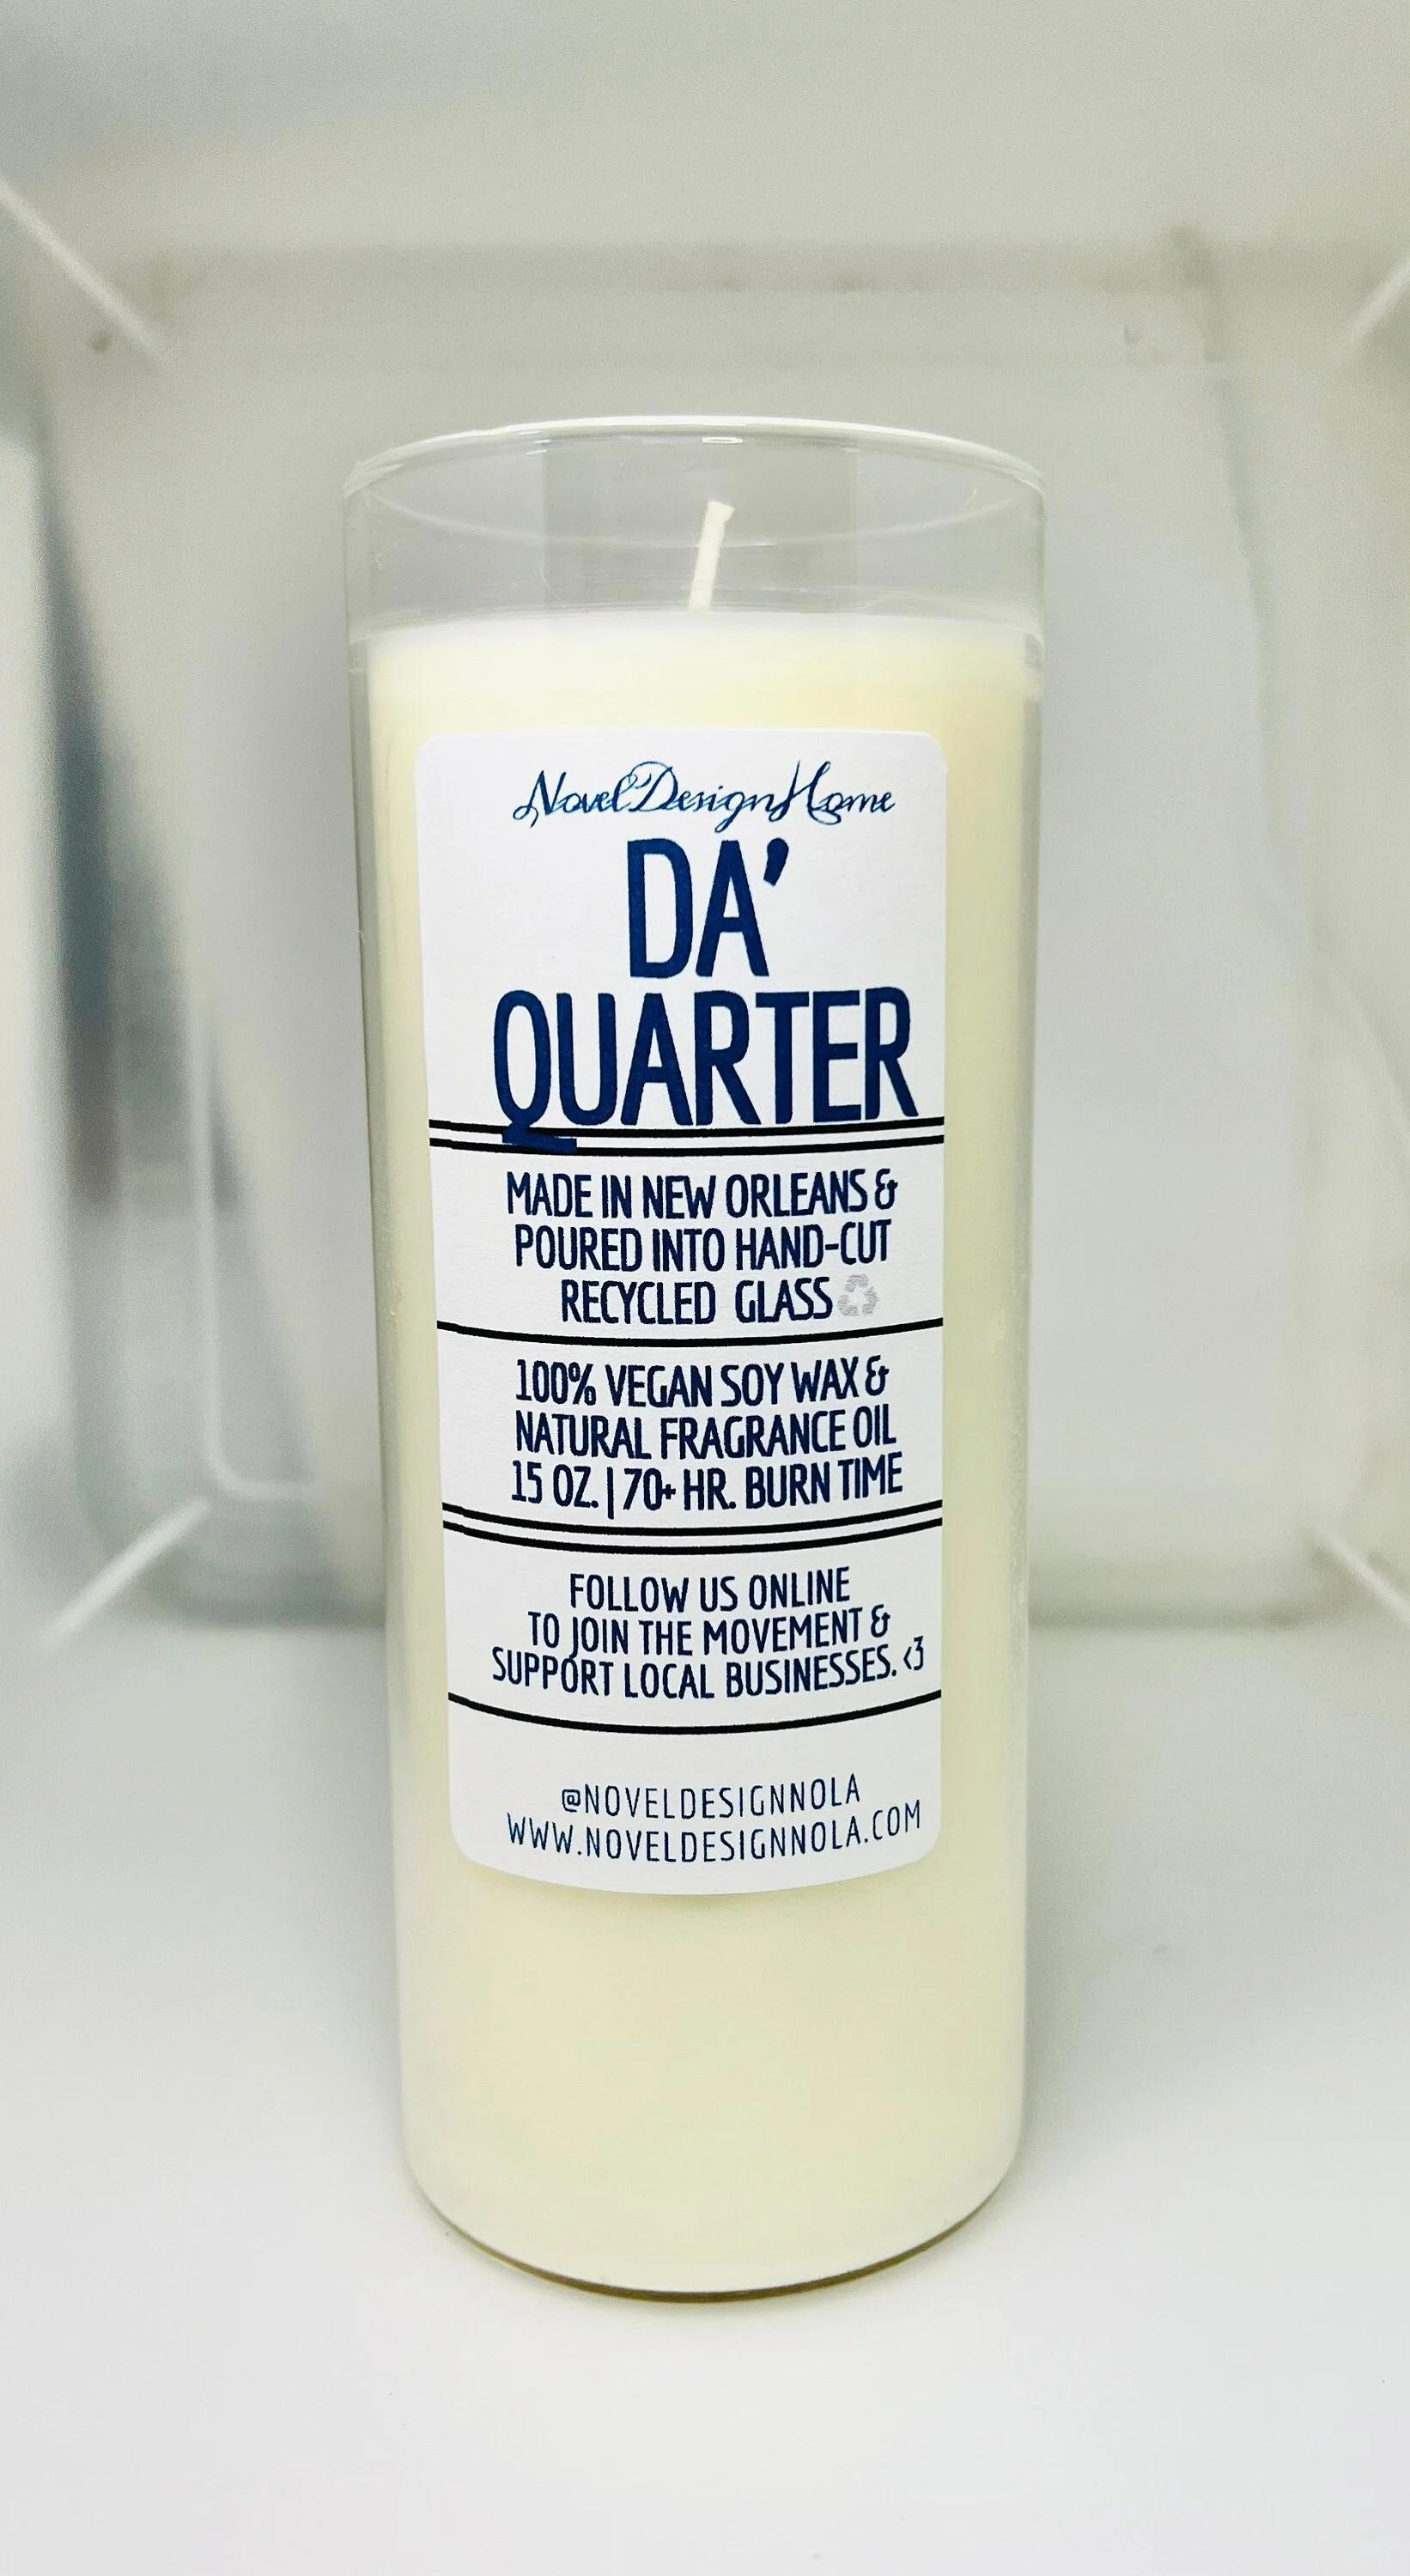 Novel Design Home
DA'
QUARTER
MADE IN NEW ORLEANS &
POURED INTO HAND-CUT
RECYCLED GLASS
100% VEGAN SOY WAX &
NATURAL FRAGRANCE OIL
15 OZ. | 70+ HR. BURN TIME
FOLLOW US ONLINE
TO JOIN THE MOVEMENT &
SUPPORT LOCAL BUSINESSES. <3
@NOVELDESIGNNOLA
WWW.NOVELDESIGNNOLA.COM